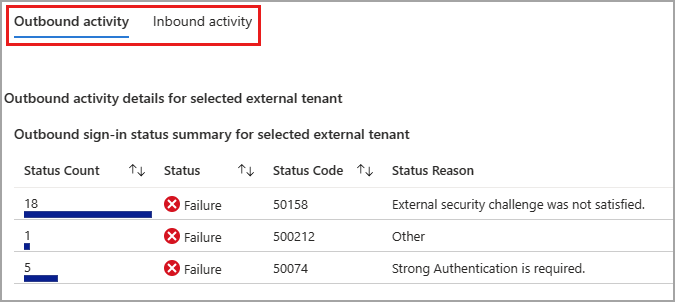 Outbound activity Inbound activity
Outbound activity details for selected external tenant
Outbound sign-in status summary for selected external tenant
Status Count Status Status Code Status Reason
18 Failure 50158 External security challenge was not satisfied.
1 Failure 500212 Other
5 Failure 50074 Strong Authentication is required.